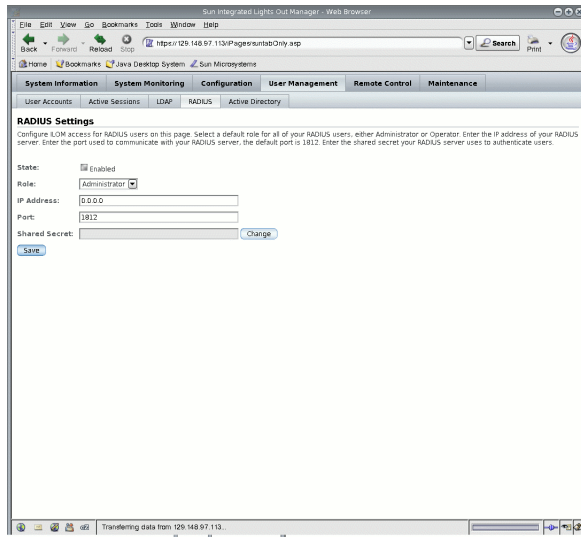 Sun Integrated Lights Out Manager - Web Browser
File Edit View Go Bookmarks Tools Window Help
Back Forward Reload Stop https://129.148.97.113/iPages/suntabOnly.asp Search Print
Home Bookmarks Java Desktop System Sun Microsystems
System Information System Monitoring Configuration User Management Remote Control Maintenance
User Accounts Active Sessions LDAP RADIUS Active Directory
RADIUS Settings
Configure ILOM access for RADIUS users on this page. Select a default role for all of your RADIUS users, either Administrator or Operator. Enter the IP address of your RADIUS
server. Enter the port used to communicate with your RADIUS server, the default port is 1812. Enter the shared secret your RADIUS server uses to authenticate users.
State: Enabled
Role: Administrator
IP Address: 0.0.0.0
Port: 1812
Shared Secret: Change
Save
Transferring data from 129.148.97.113...